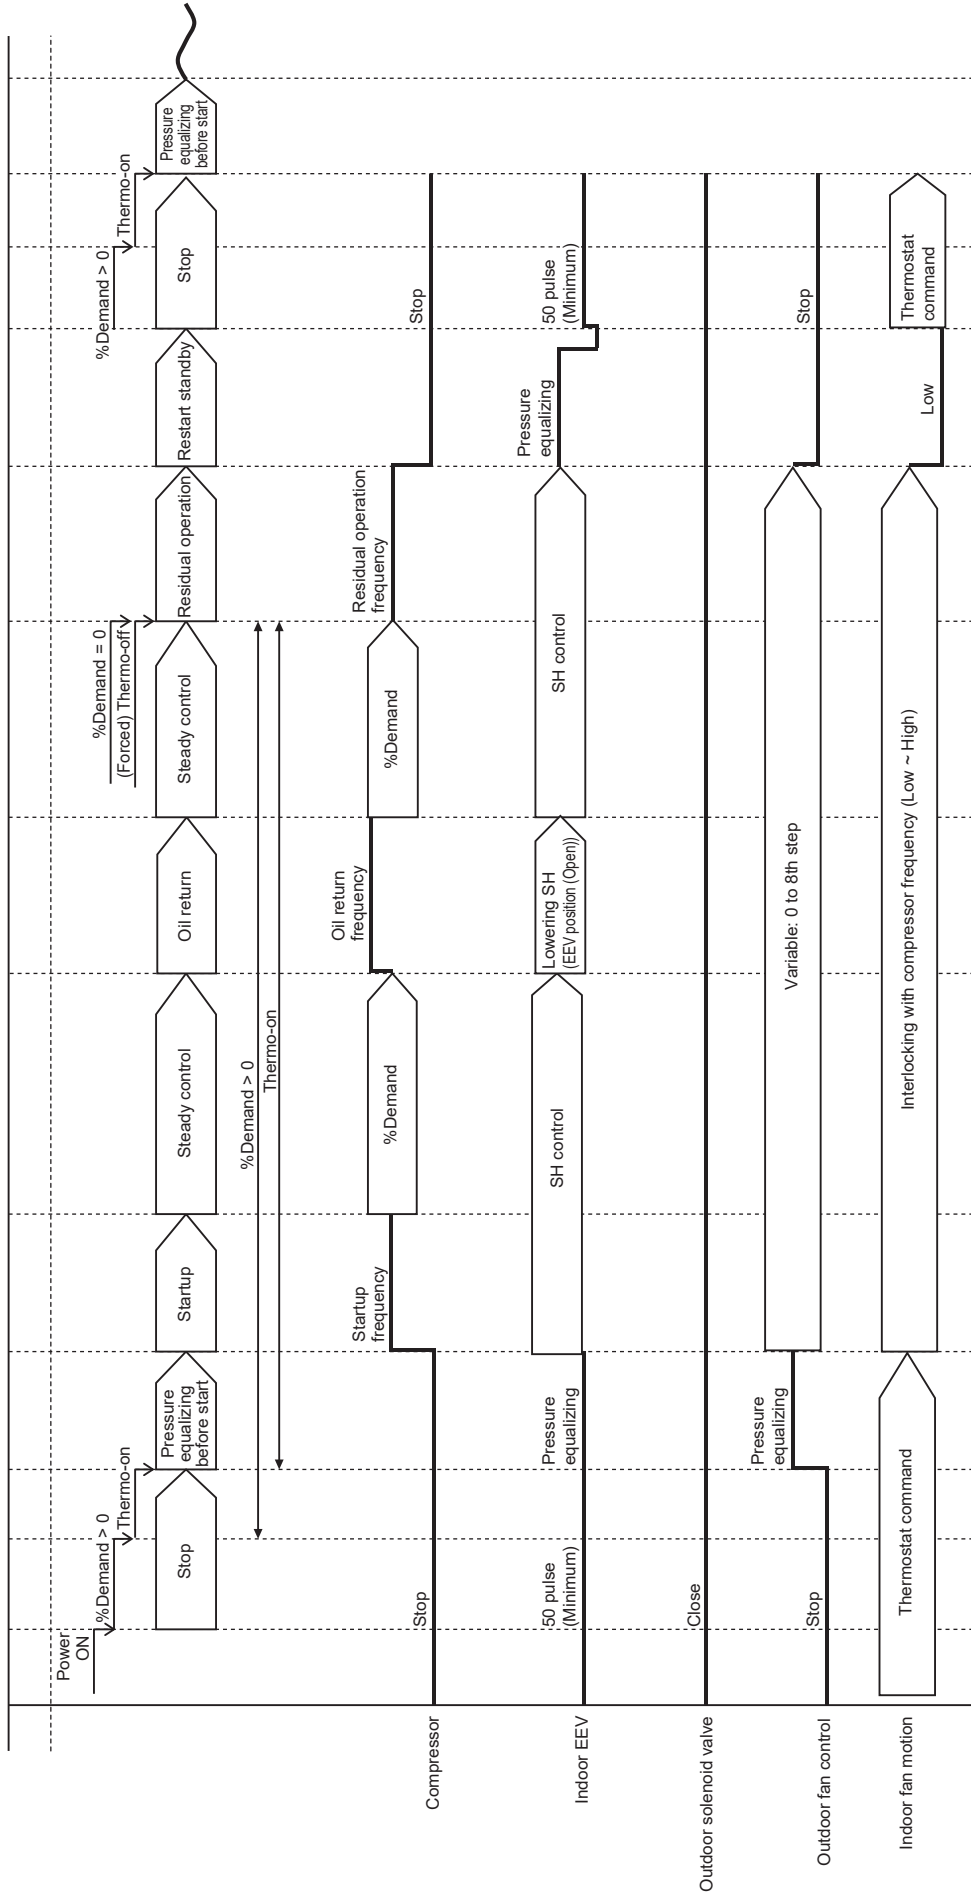 Power
ON
%Demand > 0
Thermo-on
%Demand = 0
(Forced) Thermo-off
%Demand > 0
Thermo-on
Stop
Pressure
equalizing
before start
Startup
Steady control
Oil return
Steady control
Residual operation
Restart standby
Stop
Pressure
equalizing
before start
%Demand > 0
Thermo-on
Compressor
Stop
Startup
frequency
%Demand
Oil return
frequency
%Demand
Residual operation
frequency
Stop
Indoor EEV
50 pulse
(Minimum)
Pressure
equalizing
SH control
Lowering SH
(EEV position (Open))
SH control
Pressure
equalizing
50 pulse
(Minimum)
Outdoor solenoid valve
Close
Outdoor fan control
Stop
Pressure
equalizing
Variable: 0 to 8th step
Stop
Indoor fan motion
Thermostat command
Interlocking with compressor frequency (Low ~ High)
Low
Thermostat
command